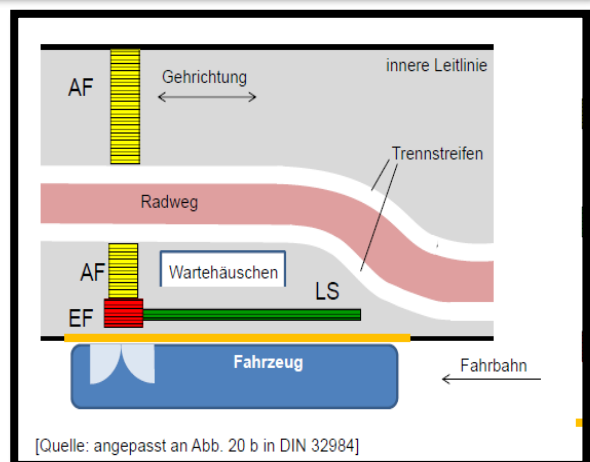 innere Leitlinie
AF
Gehrichtung
Trennstreifen
Radweg
AF
Wartehäuschen
LS
EF
Fahrzeug
Fahrbahn
[Quelle: angepasst an Abb. 20 b in DIN 32984]